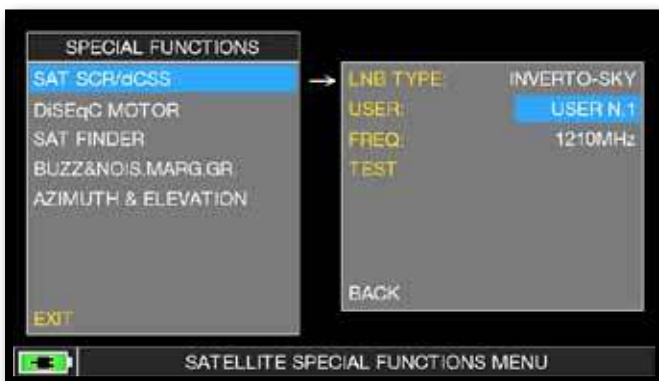 SPECIAL FUNCTIONS
SAT SCR/dCSS
DiSEqC MOTOR
SAT FINDER
BUZZ&NOIS.MARG.GR
AZIMUTH & ELEVATION
EXIT
→ LNB TYPE: INVERTO-SKY
USER: USER N.1
FREQ: 1210MHz
TEST
BACK
SATELLITE SPECIAL FUNCTIONS MENU